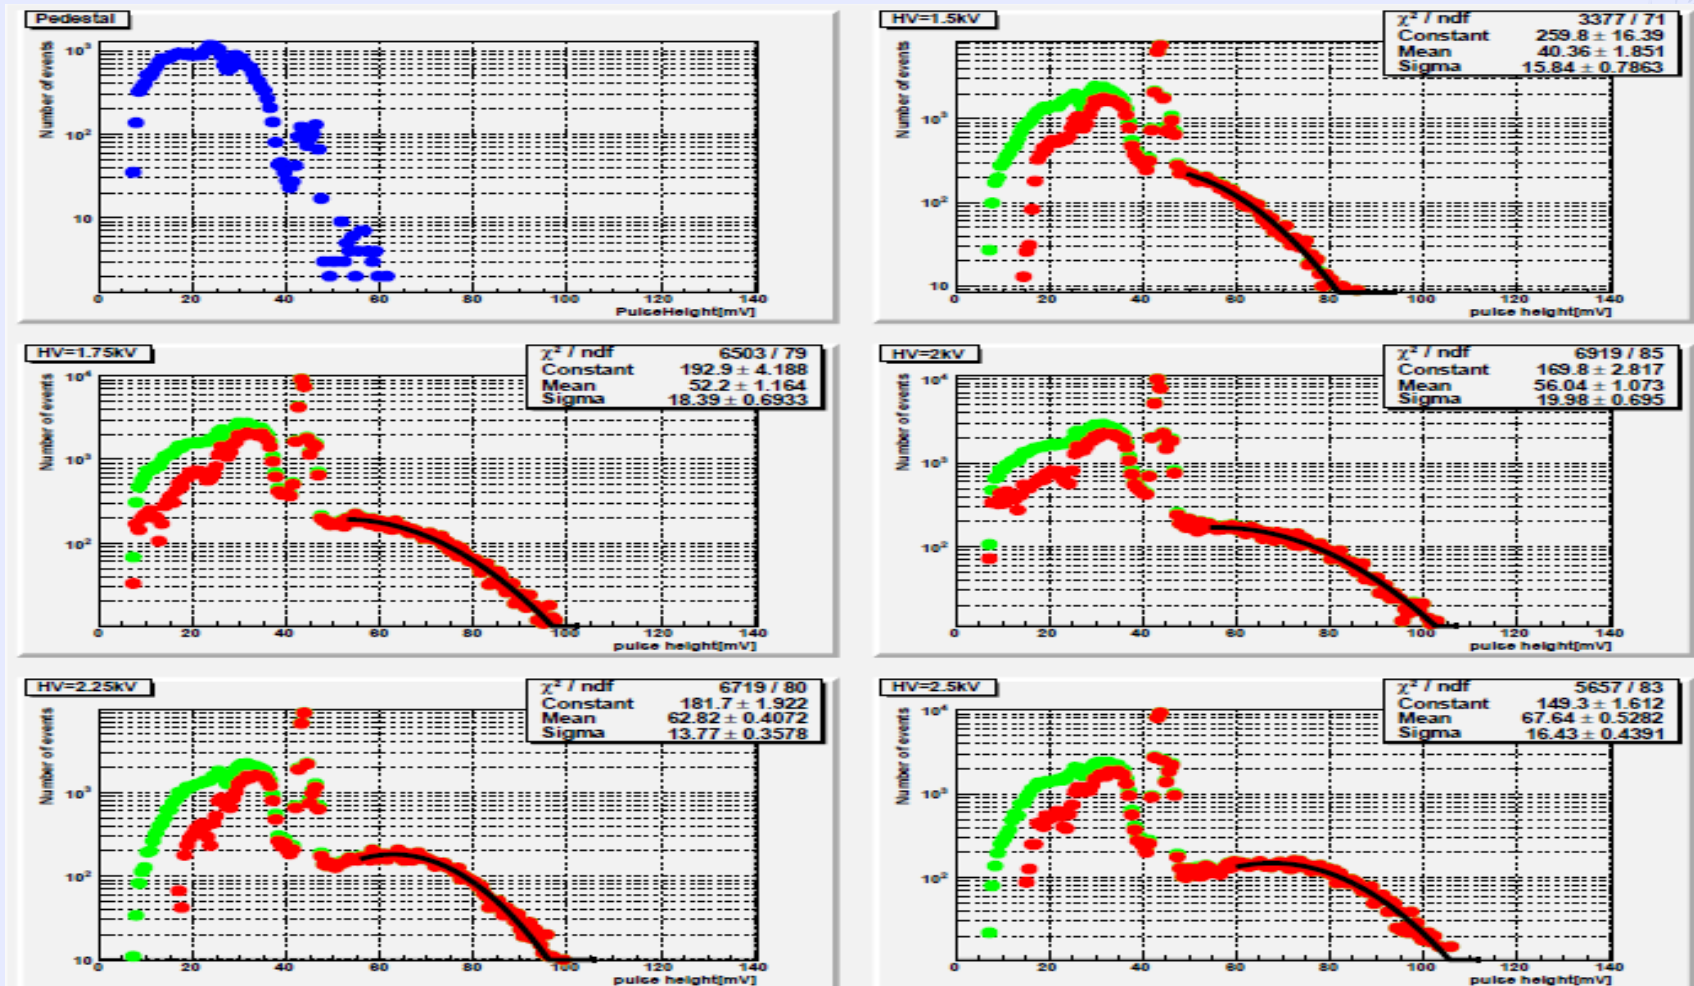 Pedestal
Number of events
10³
10²
10
0 20 40 60 80 100 120 140
PulseHeight[mV]
HV=1.5kV
χ² / ndf 3377 / 71
Constant 259.8 ± 16.39
Mean 40.36 ± 1.851
Sigma 15.84 ± 0.7863
Number of events
10³
10²
10
0 20 40 60 80 100 120 140
pulse height[mV]
HV=1.75kV
χ² / ndf 6503 / 79
Constant 192.9 ± 4.188
Mean 52.2 ± 1.164
Sigma 18.39 ± 0.6933
Number of events
10⁴
10³
10²
0 20 40 60 80 100 120 140
pulse height[mV]
HV=2kV
χ² / ndf 6919 / 85
Constant 169.8 ± 2.817
Mean 56.04 ± 1.073
Sigma 19.98 ± 0.695
Number of events
10⁴
10³
10²
0 20 40 60 80 100 120 140
pulse height[mV]
HV=2.25kV
χ² / ndf 6719 / 80
Constant 181.7 ± 1.922
Mean 62.82 ± 0.4072
Sigma 13.77 ± 0.3578
Number of events
10³
10²
10
0 20 40 60 80 100 120 140
pulse height[mV]
HV=2.5kV
χ² / ndf 5657 / 83
Constant 149.3 ± 1.612
Mean 67.64 ± 0.5282
Sigma 16.43 ± 0.4391
Number of events
10⁴
10³
10²
0 20 40 60 80 100 120 140
pulse height[mV]